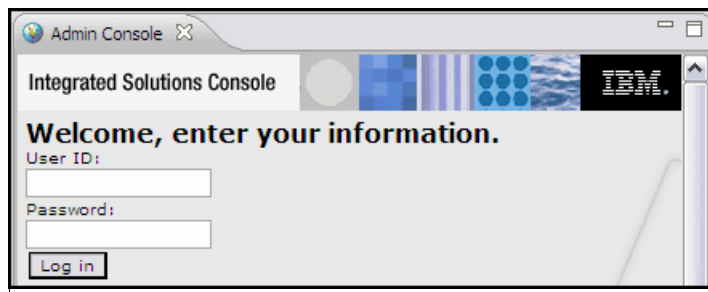 Admin Console
Integrated Solutions Console
IBM.
Welcome, enter your information.
User ID:
Password:
Log in